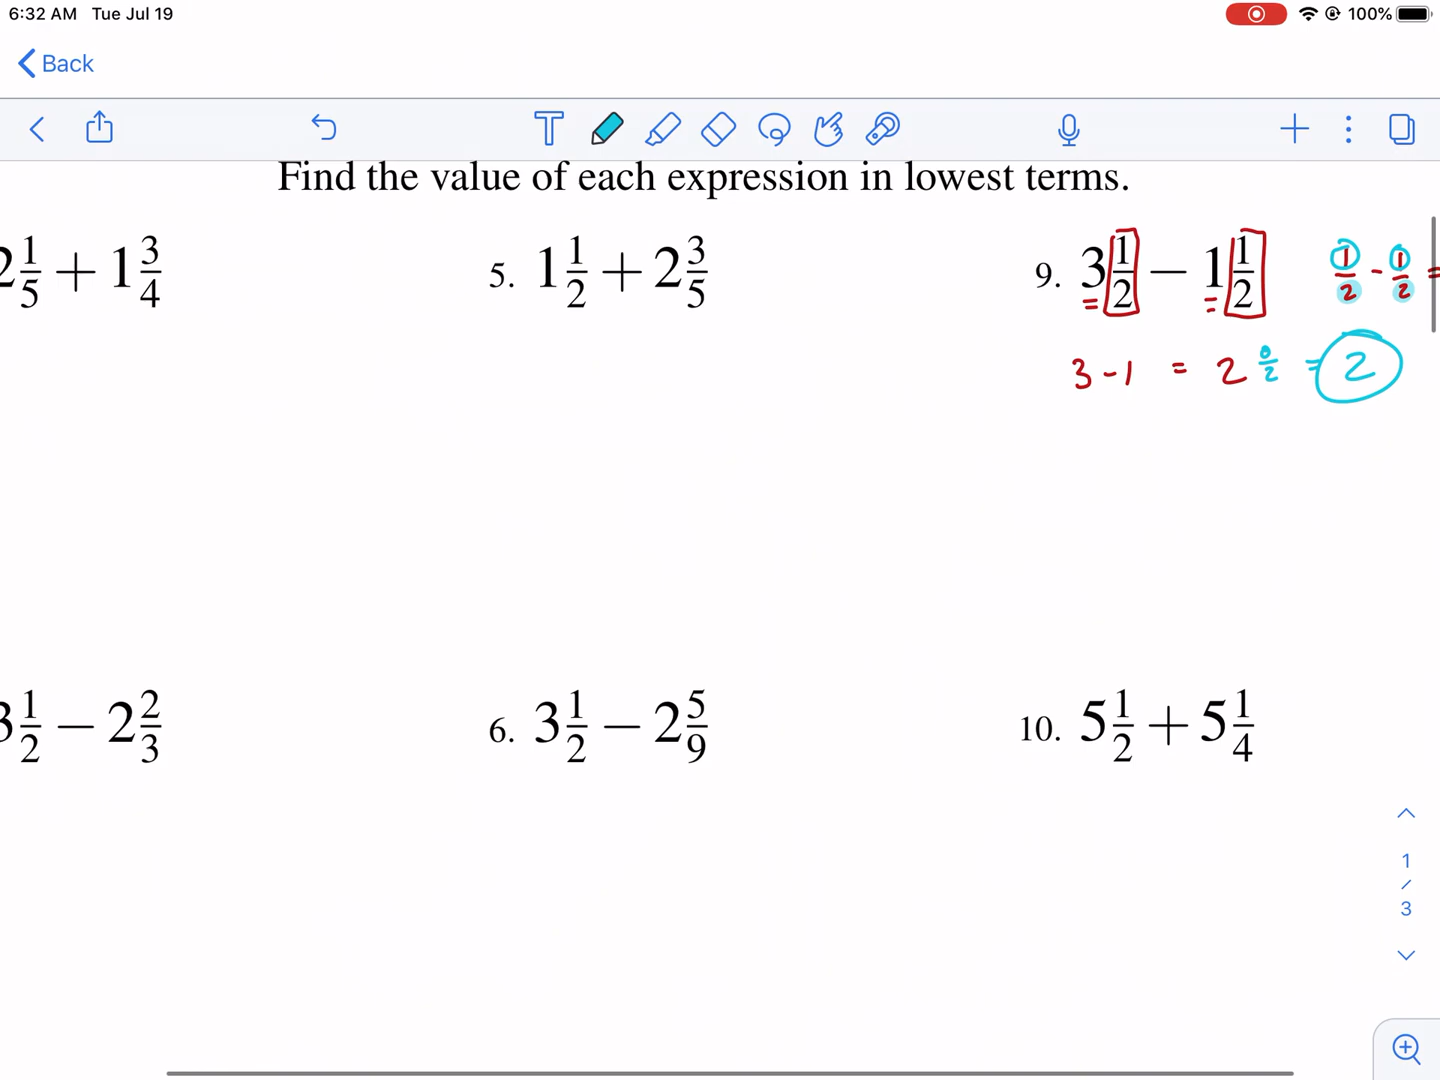 6:32 AM Tue Jul 19 100%
Back
T
Find the value of each expression in lowest terms.
2 1/5 + 1 3/4
5. 1 1/2 + 2 3/5
9. 3 1/2 − 1 1/2
1/2 - 1/2 =
3 - 1 = 2 0/2 = 2
3 1/2 − 2 2/3
6. 3 1/2 − 2 5/9
10. 5 1/2 + 5 1/4
1
/
3